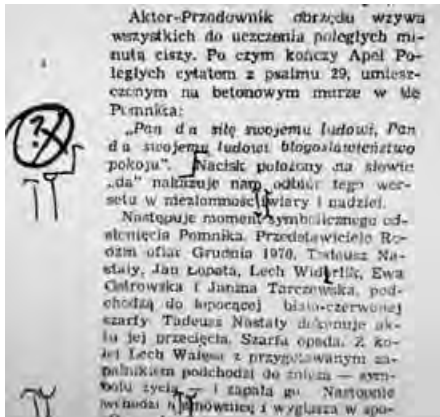 Aktor-Przodownik obrzędu wzywa
wszystkich do uczczenia poległych mi-
nutą ciszy. Po czym kończy Apel Po-
ległych cytatem z psalmu 29, umiesz-
czonym na betonowym murze w tle
Pomnika:
?
„Pan da siłę swojemu ludowi, Pan
da swojemu ludowi błogosławieństwo
pokoju". Nacisk położony na słowie
„da" nakazuje nam odbiór tego wer-
setu w niezłomność wiary i nadziei.
Następuje moment symbolicznego od-
słonięcia Pomnika. Przedstawiciele Ro-
dzin ofiar Grudnia 1970, Tadeusz Na-
stały, Jan Łopata, Lech Ewa
Ostrowska i Janina Tarczewska, pod-
chodzą do łopocącej biało-czerwonej
szarfy Tadeusz Nastały dokonuje ak-
tu jej przecięcia. Szarfa opada. Z ko-
lei Lech Wałęsa z przygotowanym za-
palnikiem podchodzi do znicza — sym-
bolu życia — i zapala go Następnie
wchodzi mównicę i wygłasza w spo-